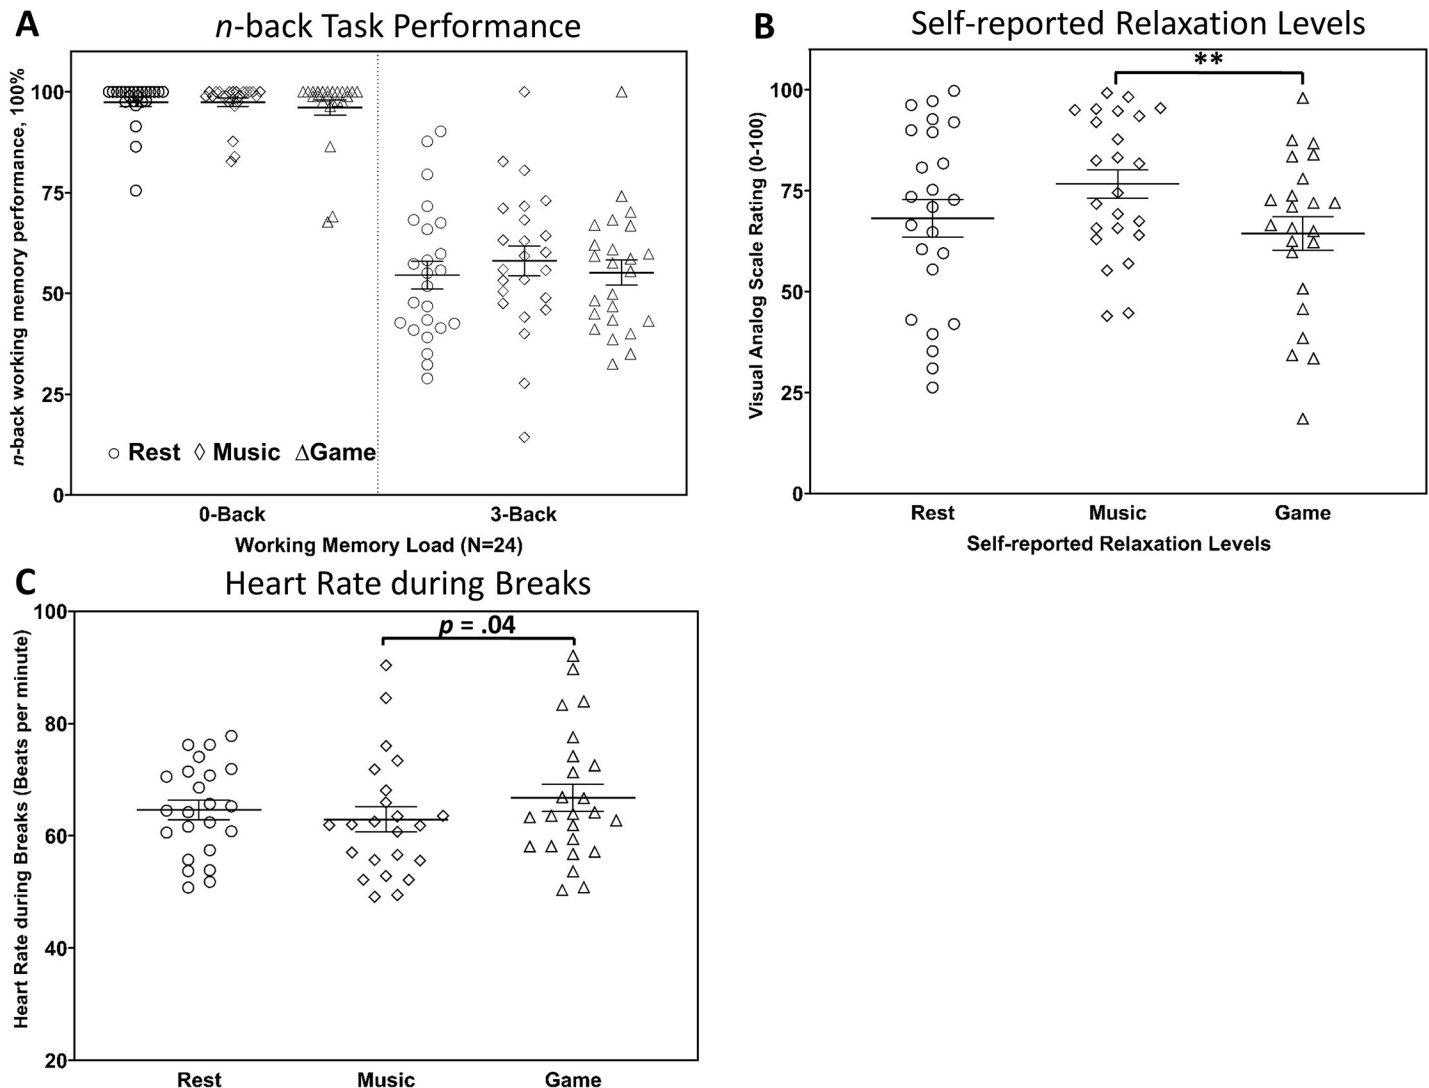 A
n-back Task Performance
n-back working memory performance, 100%
100
75
50
25
0
Rest Music Game
0-Back
3-Back
Working Memory Load (N=24)
B
Self-reported Relaxation Levels
Visual Analog Scale Rating (0-100)
100
75
50
25
0
**
Rest
Music
Game
Self-reported Relaxation Levels
C
Heart Rate during Breaks
Heart Rate during Breaks (Beats per minute)
100
80
60
40
20
p = .04
Rest
Music
Game